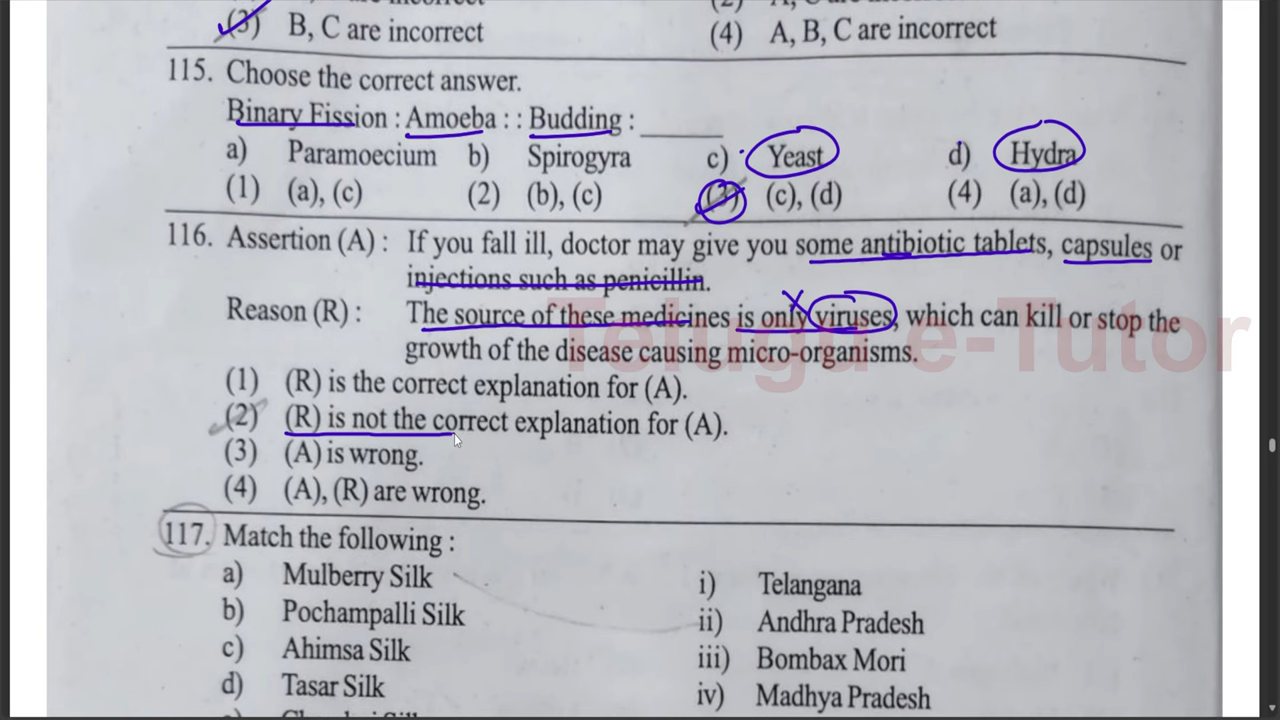 (3) B, C are incorrect (4) A, B, C are incorrect
115. Choose the correct answer.
Binary Fission : Amoeba : : Budding : ______
a) Paramoecium b) Spirogyra c) Yeast d) Hydra
(1) (a), (c) (2) (b), (c) (3) (c), (d) (4) (a), (d)
116. Assertion (A) : If you fall ill, doctor may give you some antibiotic tablets, capsules or
injections such as penicillin.
Reason (R) : The source of these medicines is only viruses, which can kill or stop the
growth of the disease causing micro-organisms.
Telugu e-Tutor
(1) (R) is the correct explanation for (A).
(2) (R) is not the correct explanation for (A).
(3) (A) is wrong.
(4) (A), (R) are wrong.
117. Match the following :
a) Mulberry Silk i) Telangana
b) Pochampalli Silk ii) Andhra Pradesh
c) Ahimsa Silk iii) Bombax Mori
d) Tasar Silk iv) Madhya Pradesh